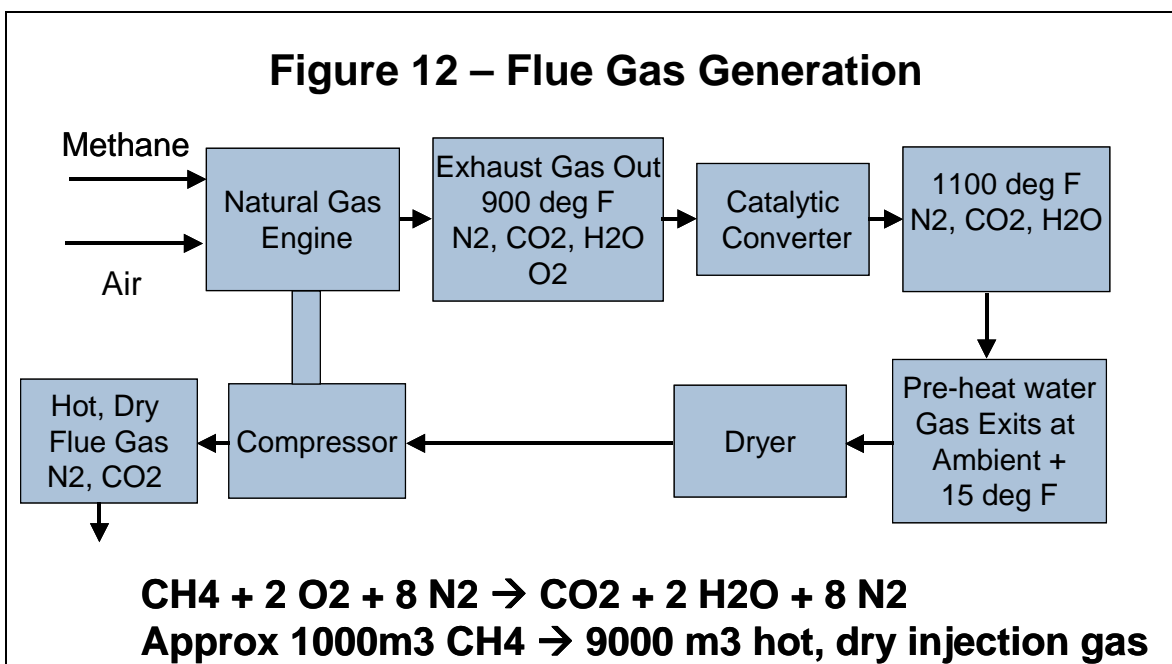 Figure 12 – Flue Gas Generation
Methane
Air
Natural Gas
Engine
Exhaust Gas Out
900 deg F
N2, CO2, H2O
O2
Catalytic
Converter
1100 deg F
N2, CO2, H2O
Pre-heat water
Gas Exits at
Ambient +
15 deg F
Dryer
Compressor
Hot, Dry
Flue Gas
N2, CO2
CH4 + 2 O2 + 8 N2 → CO2 + 2 H2O + 8 N2
Approx 1000m3 CH4 → 9000 m3 hot, dry injection gas